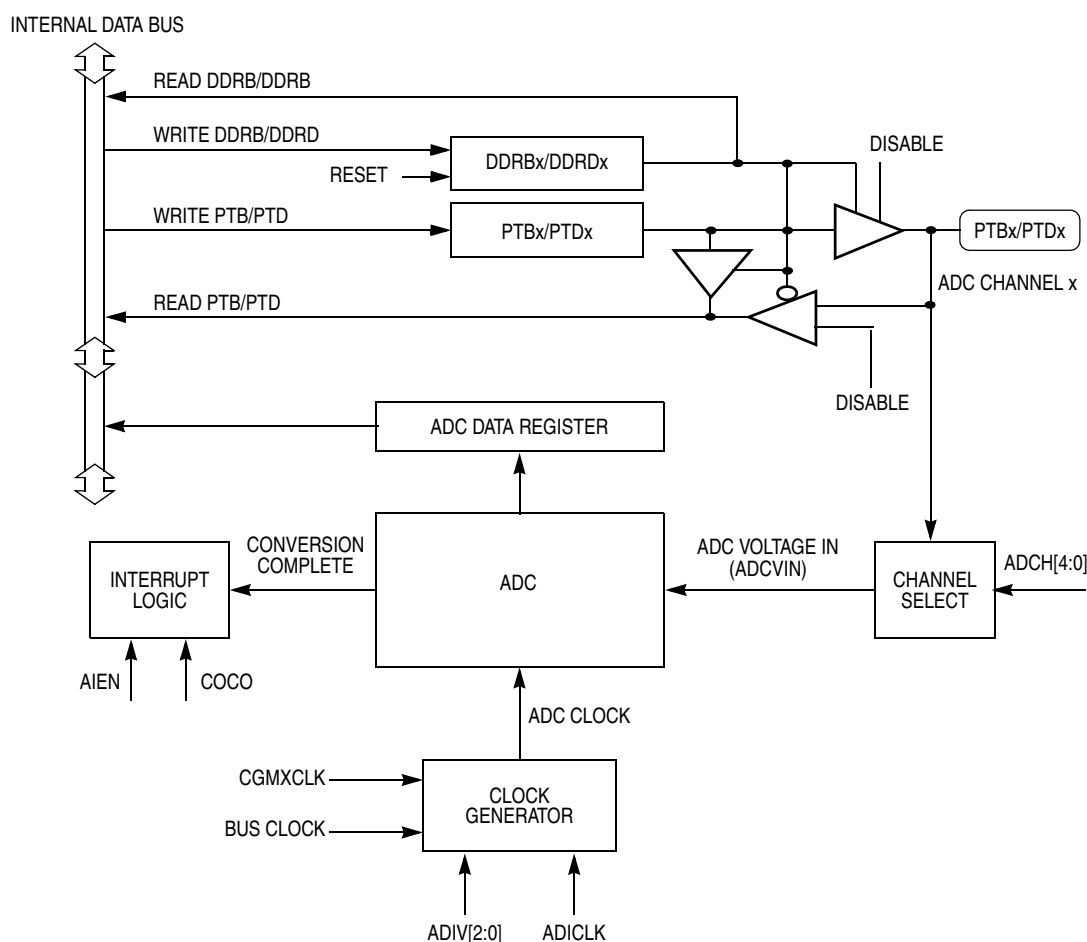 INTERNAL DATA BUS
READ DDRB/DDRB
WRITE DDRB/DDRD
RESET
DDRBx/DDRDx
DISABLE
WRITE PTB/PTD
PTBx/PTDx
PTBx/PTDx
ADC CHANNEL x
READ PTB/PTD
DISABLE
ADC DATA REGISTER
INTERRUPT
LOGIC
CONVERSION
COMPLETE
ADC
ADC VOLTAGE IN
(ADCVIN)
CHANNEL
SELECT
ADCH[4:0]
AIEN
COCO
ADC CLOCK
CGMXCLK
BUS CLOCK
CLOCK
GENERATOR
ADIV[2:0]
ADICLK